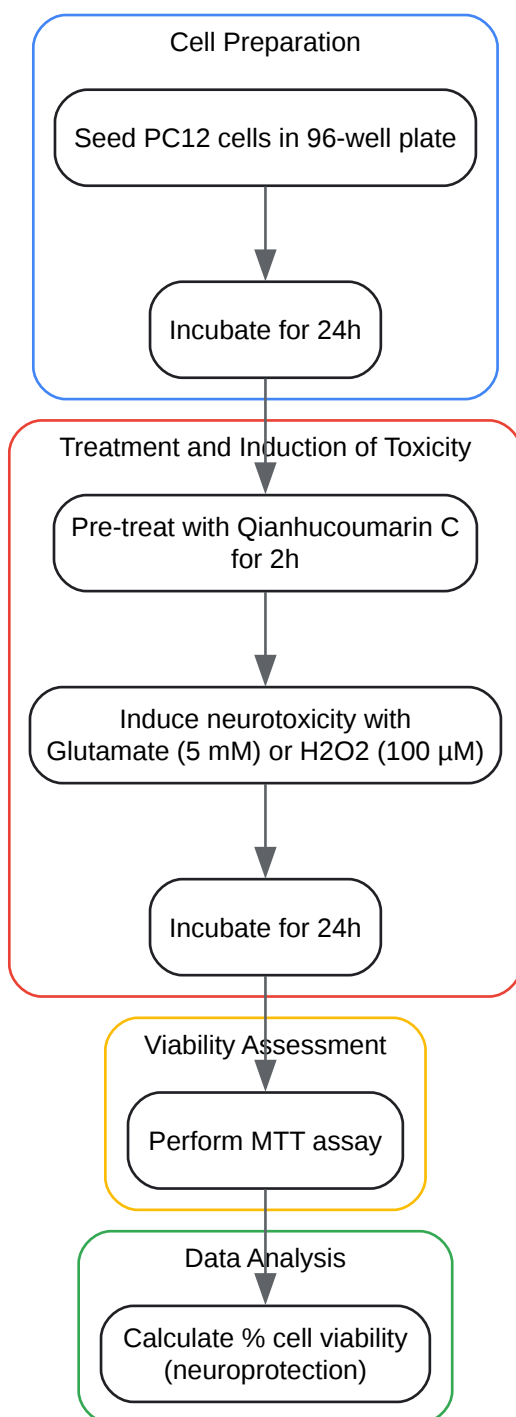 Cell Preparation
Seed PC12 cells in 96-well plate
Incubate for 24h
Treatment and Induction of Toxicity
Pre-treat with Qianhucoumarin C
for 2h
Induce neurotoxicity with
Glutamate (5 mM) or H2O2 (100 µM)
Incubate for 24h
Viability Assessment
Perform MTT assay
Data Analysis
Calculate % cell viability
(neuroprotection)